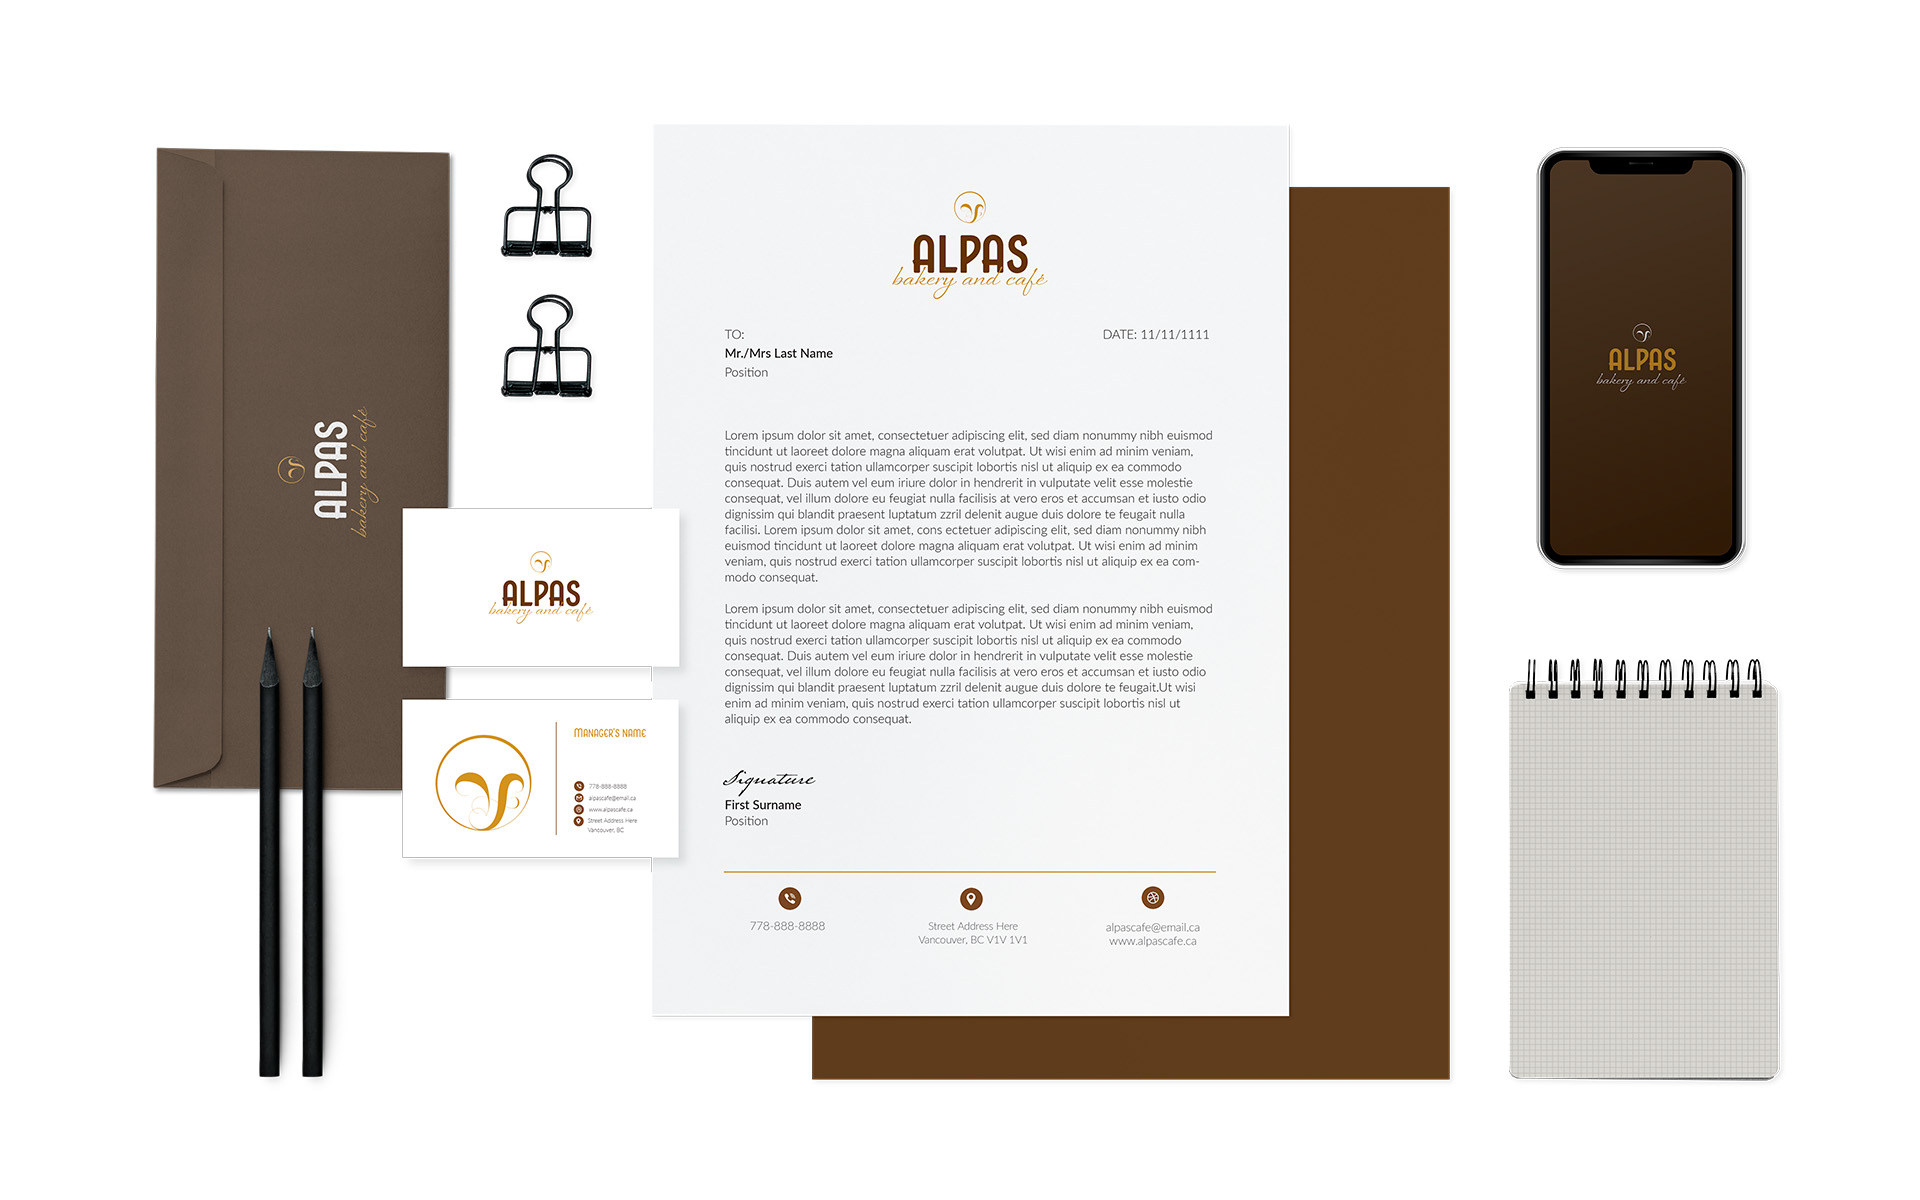 ALPAS
bakery and café
ALPAS
bakery and café
MANAGER'S NAME
778-888-8888
alpascafe@email.ca
www.alpascafe.ca
Street Address Here
Vancouver, BC
ALPAS
bakery and café
TO:
DATE: 11/11/1111
Mr./Mrs Last Name
Position
Lorem ipsum dolor sit amet, consectetuer adipiscing elit, sed diam nonummy nibh euismod
tincidunt ut laoreet dolore magna aliquam erat volutpat. Ut wisi enim ad minim veniam,
quis nostrud exerci tation ullamcorper suscipit lobortis nisl ut aliquip ex ea commodo
consequat. Duis autem vel eum iriure dolor in hendrerit in vulputate velit esse molestie
consequat, vel illum dolore eu feugiat nulla facilisis at vero eros et accumsan et iusto odio
dignissim qui blandit praesent luptatum zzril delenit augue duis dolore te feugait nulla
facilisi. Lorem ipsum dolor sit amet, cons ectetuer adipiscing elit, sed diam nonummy nibh
euismod tincidunt ut laoreet dolore magna aliquam erat volutpat. Ut wisi enim ad minim
veniam, quis nostrud exerci tation ullamcorper suscipit lobortis nisl ut aliquip ex ea com-
modo consequat.
Lorem ipsum dolor sit amet, consectetuer adipiscing elit, sed diam nonummy nibh euismod
tincidunt ut laoreet dolore magna aliquam erat volutpat. Ut wisi enim ad minim veniam,
quis nostrud exerci tation ullamcorper suscipit lobortis nisl ut aliquip ex ea commodo
consequat. Duis autem vel eum iriure dolor in hendrerit in vulputate velit esse molestie
consequat, vel illum dolore eu feugiat nulla facilisis at vero eros et accumsan et iusto odio
dignissim qui blandit praesent luptatum zzril delenit augue duis dolore te feugait.Ut wisi
enim ad minim veniam, quis nostrud exerci tation ullamcorper suscipit lobortis nisl ut
aliquip ex ea commodo consequat.
Signature
First Surname
Position
778-888-8888
Street Address Here
Vancouver, BC V1V 1V1
alpascafe@email.ca
www.alpascafe.ca
ALPAS
bakery and café